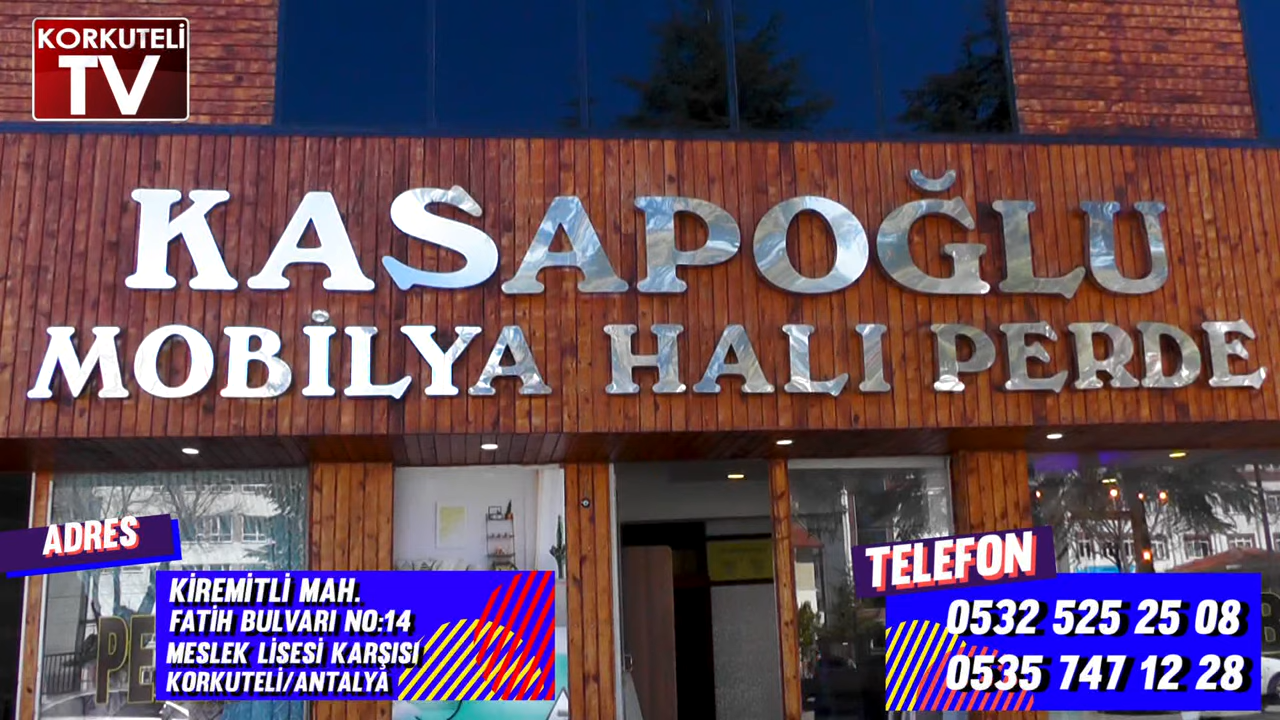 KORKUTELİ
TV
KASAPOĞLU
MOBİLYA HALI PERDE
ADRES
KİREMİTLİ MAH.
FATİH BULVARI NO:14
MESLEK LİSESİ KARŞISI
KORKUTELİ/ANTALYA
TELEFON
0532 525 25 08
0535 747 12 28